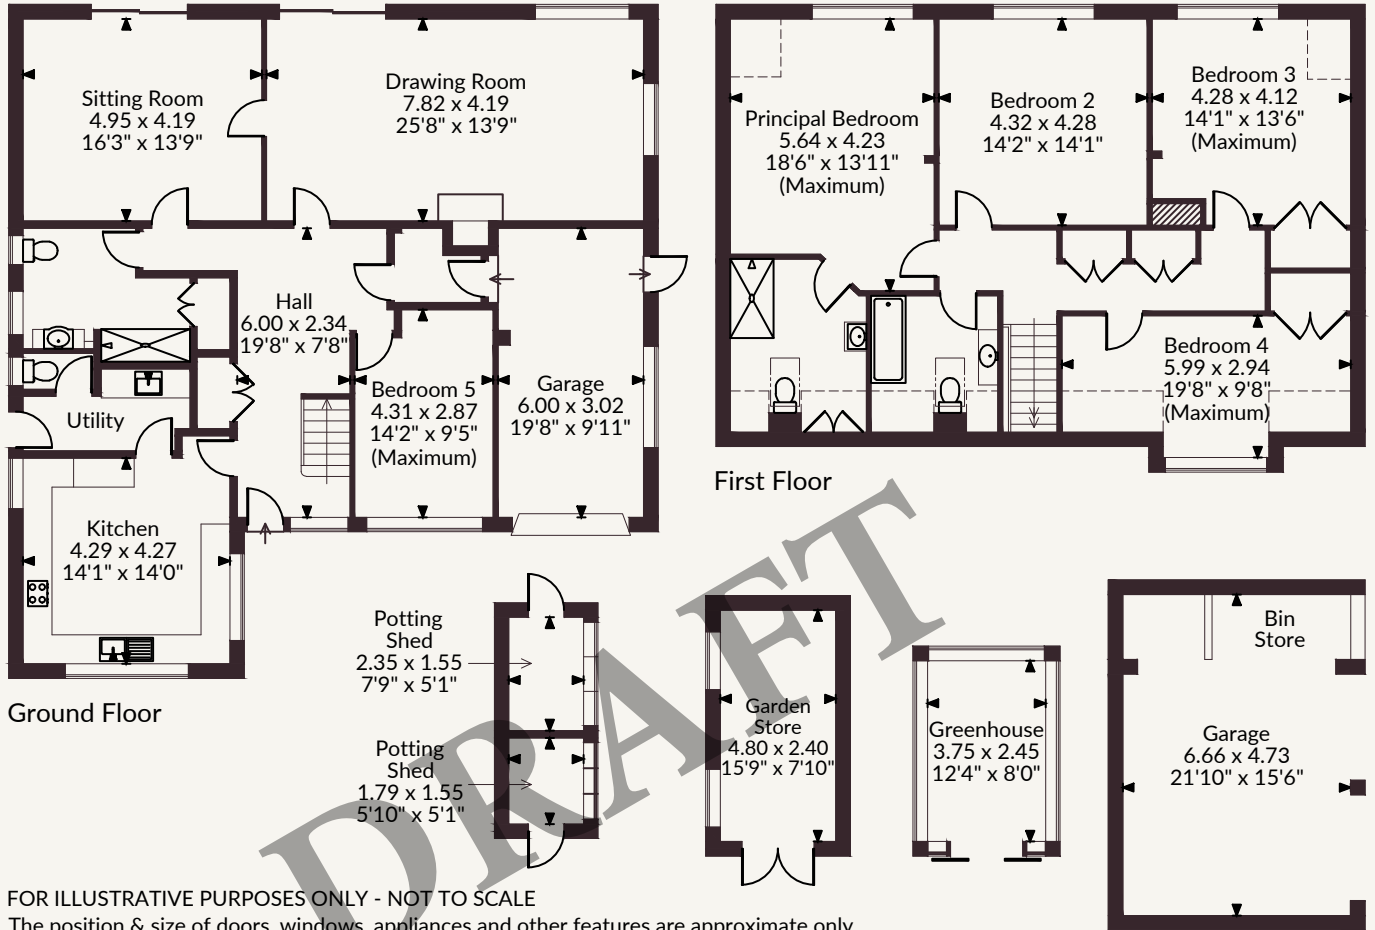 Sitting Room
4.95 x 4.19
16'3" x 13'9"
Drawing Room
7.82 x 4.19
25'8" x 13'9"
Hall
6.00 x 2.34
19'8" x 7'8"
Utility
Kitchen
4.29 x 4.27
14'1" x 14'0"
Bedroom 5
4.31 x 2.87
14'2" x 9'5"
(Maximum)
Garage
6.00 x 3.02
19'8" x 9'11"
Ground Floor
Principal Bedroom
5.64 x 4.23
18'6" x 13'11"
(Maximum)
Bedroom 2
4.32 x 4.28
14'2" x 14'1"
Bedroom 3
4.28 x 4.12
14'1" x 13'6"
(Maximum)
Bedroom 4
5.99 x 2.94
19'8" x 9'8"
(Maximum)
First Floor
Potting
Shed
2.35 x 1.55
7'9" x 5'1"
Potting
Shed
1.79 x 1.55
5'10" x 5'1"
Garden
Store
4.80 x 2.40
15'9" x 7'10"
Greenhouse
3.75 x 2.45
12'4" x 8'0"
Bin
Store
Garage
6.66 x 4.73
21'10" x 15'6"
DRAFT
FOR ILLUSTRATIVE PURPOSES ONLY - NOT TO SCALE
The position & size of doors, windows, appliances and other features are approximate only.